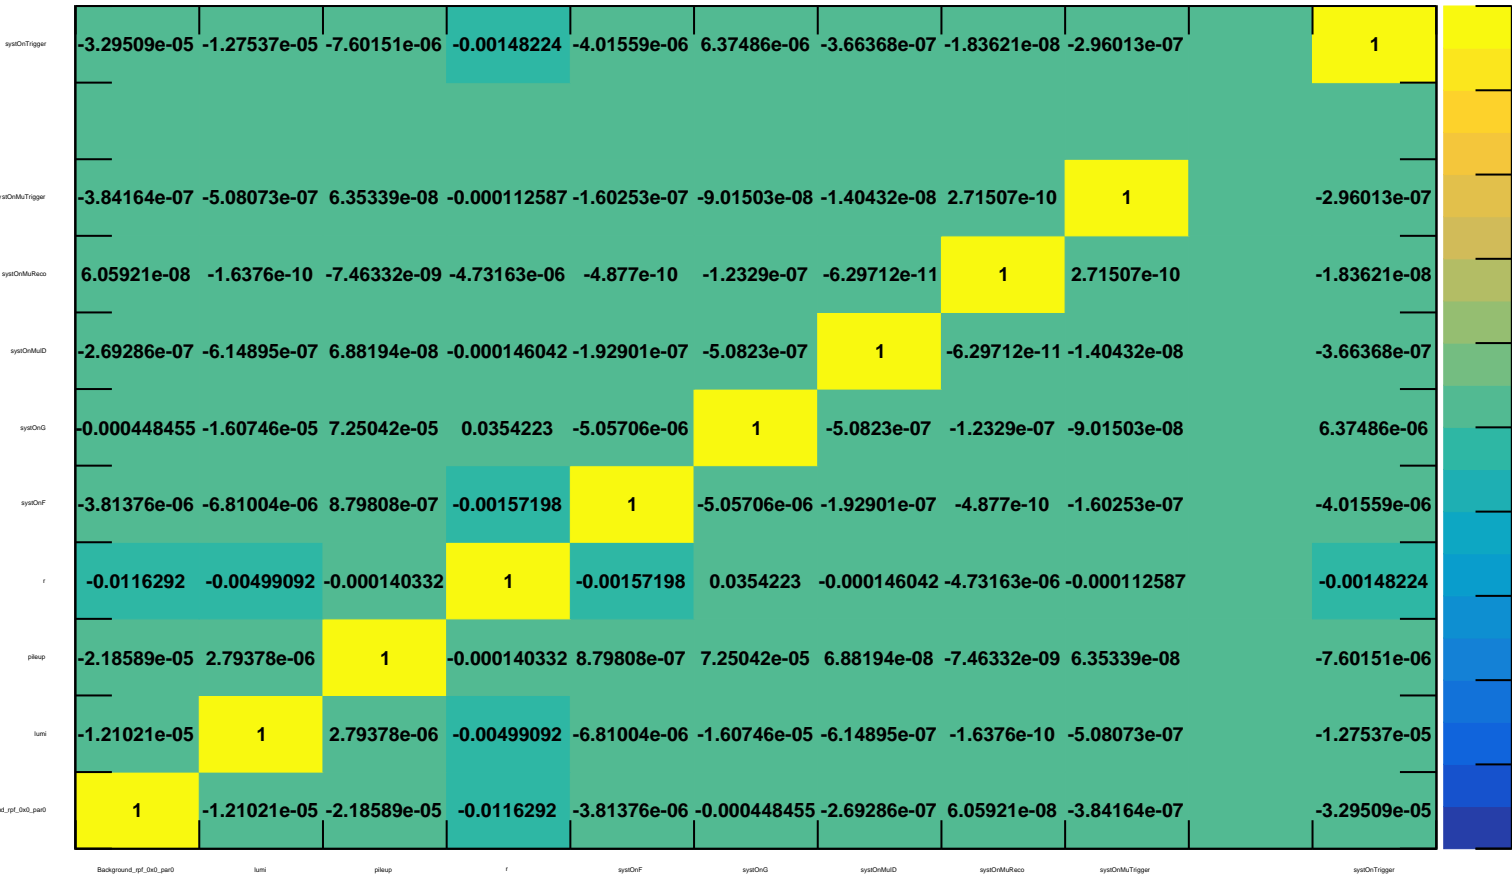 systOnTrigger -3.29509e-05 -1.27537e-05 -7.60151e-06 -0.00148224 -4.01559e-06 6.37486e-06 -3.66368e-07 -1.83621e-08 -2.96013e-07 1
stOnMuTrigger -3.84164e-07 -5.08073e-07 6.35339e-08 -0.000112587 -1.60253e-07 -9.01503e-08 -1.40432e-08 2.71507e-10 1 -2.96013e-07
systOnMuReco 6.05921e-08 -1.6376e-10 -7.46332e-09 -4.73163e-06 -4.877e-10 -1.2329e-07 -6.29712e-11 1 2.71507e-10 -1.83621e-08
systOnMuID -2.69286e-07 -6.14895e-07 6.88194e-08 -0.000146042 -1.92901e-07 -5.0823e-07 1 -6.29712e-11 -1.40432e-08 -3.66368e-07
systOnG -0.000448455 -1.60746e-05 7.25042e-05 0.0354223 -5.05706e-06 1 -5.0823e-07 -1.2329e-07 -9.01503e-08 6.37486e-06
systOnF -3.81376e-06 -6.81004e-06 8.79808e-07 -0.00157198 1 -5.05706e-06 -1.92901e-07 -4.877e-10 -1.60253e-07 -4.01559e-06
r -0.0116292 -0.00499092 -0.000140332 1 -0.00157198 0.0354223 -0.000146042 -4.73163e-06 -0.000112587 -0.00148224
pileup -2.18589e-05 2.79378e-06 1 -0.000140332 8.79808e-07 7.25042e-05 6.88194e-08 -7.46332e-09 6.35339e-08 -7.60151e-06
lumi -1.21021e-05 1 2.79378e-06 -0.00499092 -6.81004e-06 -1.60746e-05 -6.14895e-07 -1.6376e-10 -5.08073e-07 -1.27537e-05
d_rpf_0x0_par0 1 -1.21021e-05 -2.18589e-05 -0.0116292 -3.81376e-06 -0.000448455 -2.69286e-07 6.05921e-08 -3.84164e-07 -3.29509e-05
Background_rpf_0x0_par0 lumi pileup r systOnF systOnG systOnMuID systOnMuReco systOnMuTrigger systOnTrigger